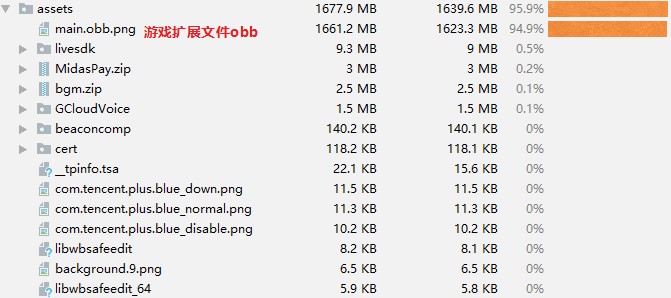 assets 1677.9 MB 1639.6 MB 95.9%
main.obb.png 游戏扩展文件obb 1661.2 MB 1623.3 MB 94.9%
livesdk 9.3 MB 9 MB 0.5%
MidasPay.zip 3 MB 3 MB 0.2%
bgm.zip 2.5 MB 2.5 MB 0.1%
GCloudVoice 1.5 MB 1.5 MB 0.1%
beaconcomp 140.2 KB 140.1 KB 0%
cert 118.2 KB 118.1 KB 0%
__tpinfo.tsa 22.1 KB 15.6 KB 0%
com.tencent.plus.blue_down.png 11.5 KB 11.5 KB 0%
com.tencent.plus.blue_normal.png 11.3 KB 11.3 KB 0%
com.tencent.plus.blue_disable.png 10.2 KB 10.2 KB 0%
libwbsafeedit 8.2 KB 8.1 KB 0%
background.9.png 6.5 KB 6.5 KB 0%
libwbsafeedit_64 5.9 KB 5.8 KB 0%